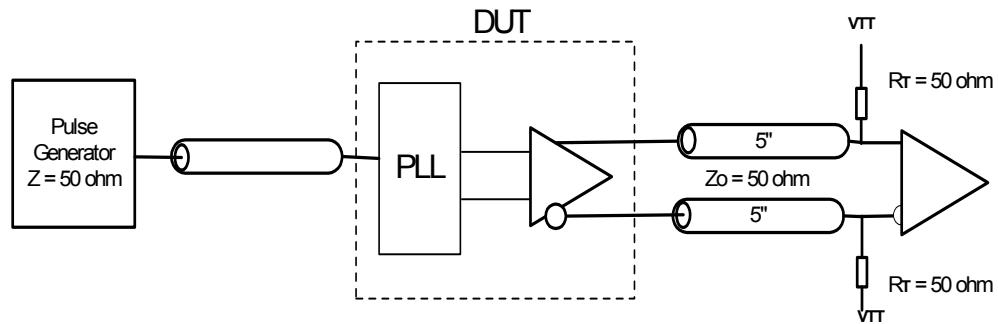 DUT
VTT
RT = 50 ohm
Pulse
Generator
Z = 50 ohm
PLL
5"
Zo = 50 ohm
5"
RT = 50 ohm
VTT